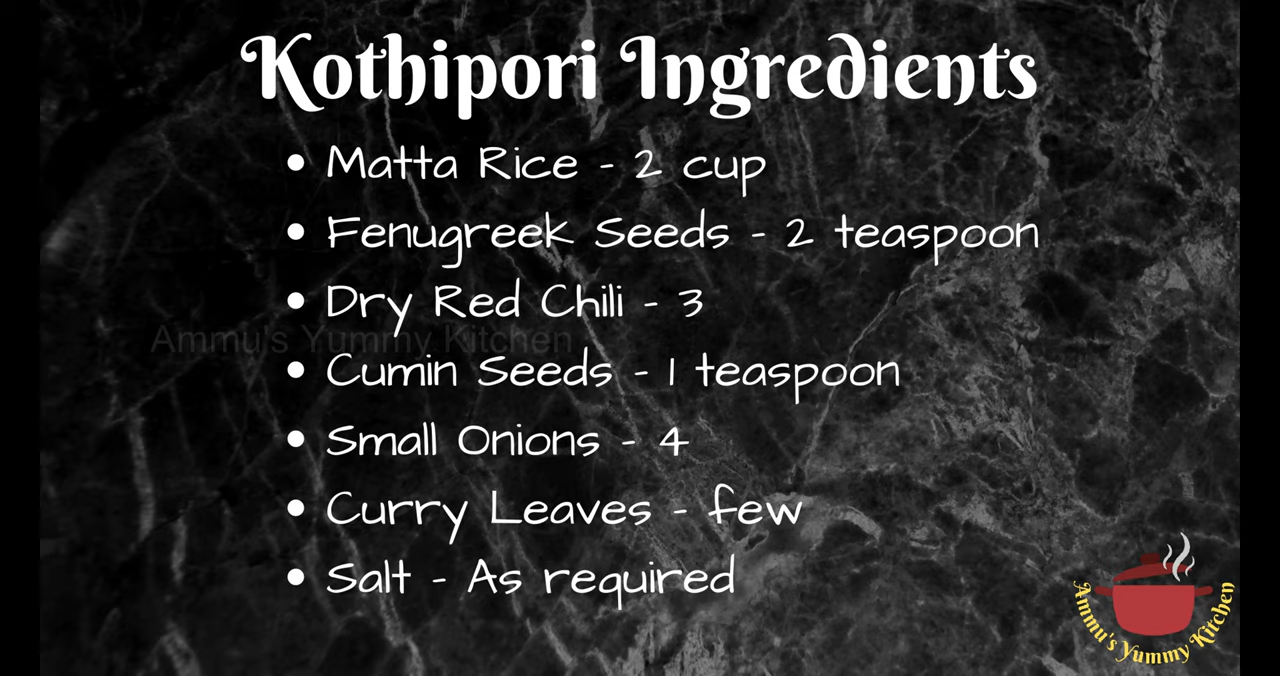 Kothipori Ingredients
• Matta Rice - 2 cup
• Fenugreek Seeds - 2 teaspoon
• Dry Red Chili - 3
Ammu's Yummy Kitchen
• Cumin Seeds - 1 teaspoon
• Small Onions - 4
• Curry Leaves - few
• Salt - As required
Ammu's Yummy Kitchen